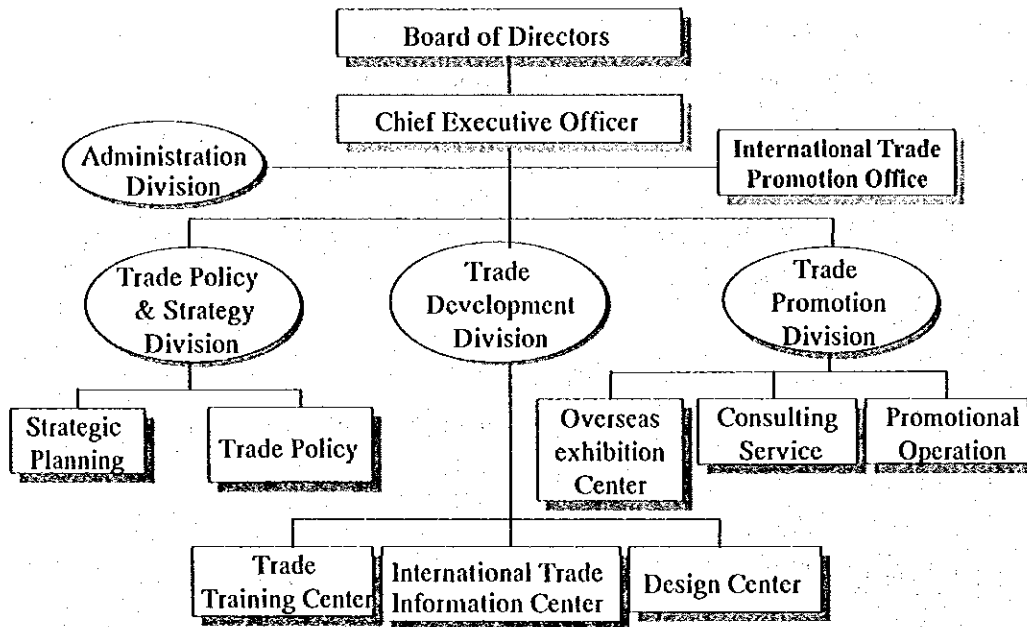 Board of Directors
Chief Executive Officer
Administration
Division
International Trade
Promotion Office
Trade Policy
& Strategy
Division
Trade
Development
Division
Trade
Promotion
Division
Strategic
Planning
Trade Policy
Overseas
exhibition
Center
Consulting
Service
Promotional
Operation
Trade
Training Center
International Trade
Information Center
Design Center